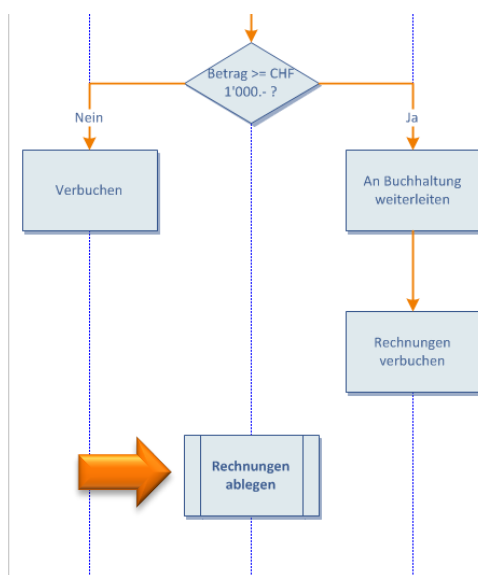 Betrag >= CHF
1'000.- ?
Nein
Ja
Verbuchen
An Buchhaltung
weiterleiten
Rechnungen
verbuchen
Rechnungen
ablegen